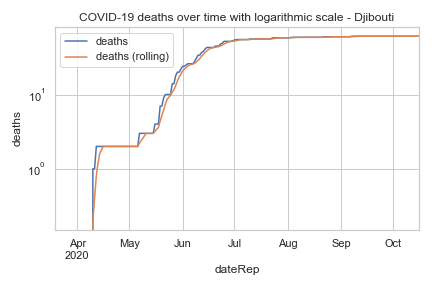 COVID-19 deaths over time with logarithmic scale - Djibouti
deaths
deaths (rolling)
10¹
10⁰
deaths
Apr May Jun Jul Aug Sep Oct
2020
dateRep